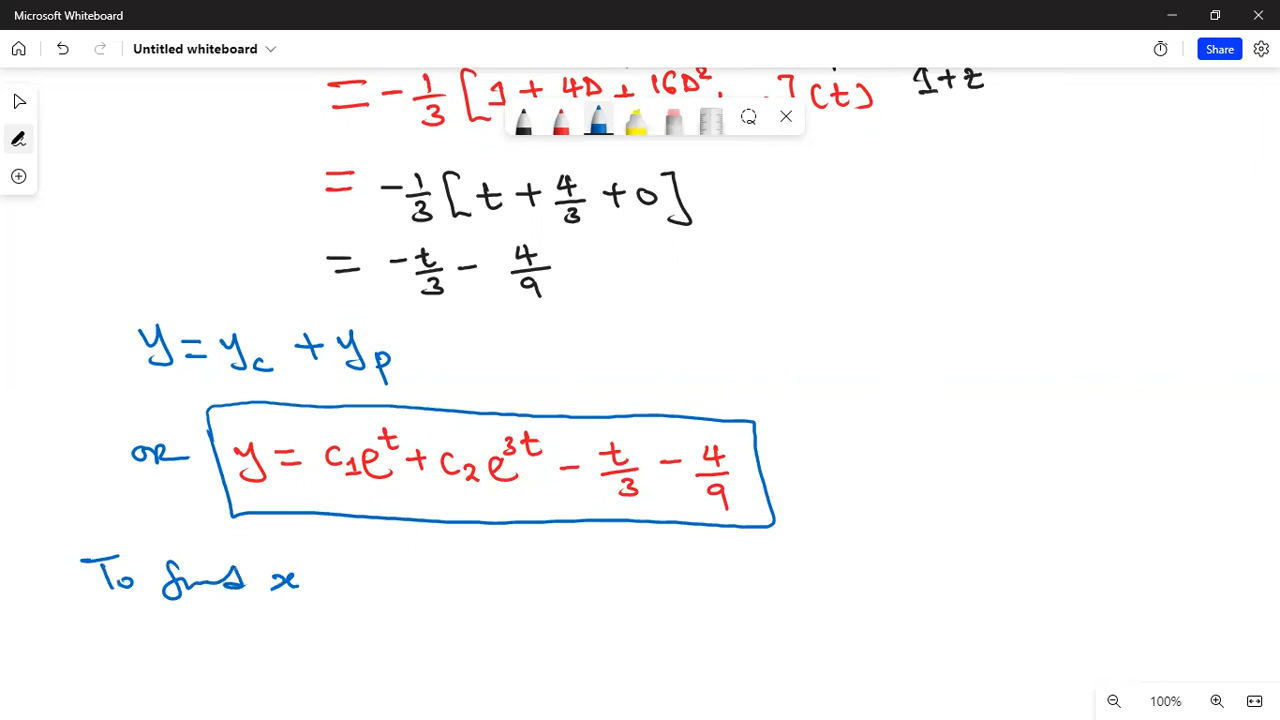 Microsoft Whiteboard
Untitled whiteboard
Share
= -1/3 [1 + 4D + 16D² ] (t) 1+z
= -1/3 [t + 4/3 + 0]
= -t/3 - 4/9
y = y_c + y_p
OR y = c₁e^t + c₂e^{3t} - t/3 - 4/9
To find x
100%